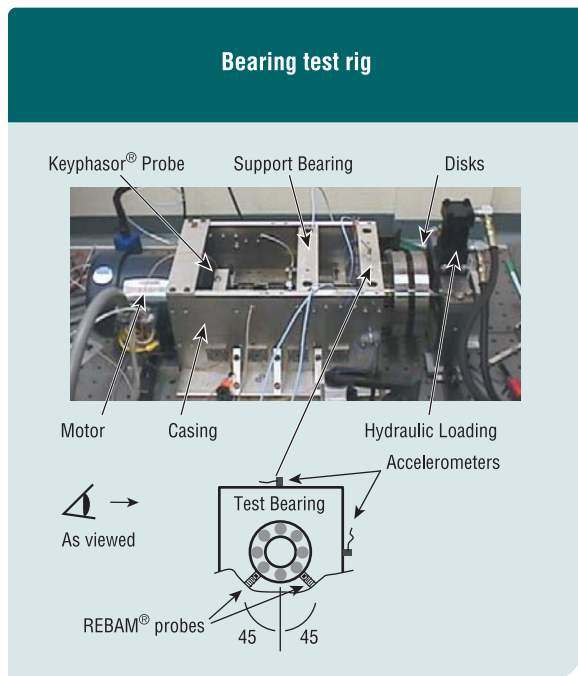 Bearing test rig
Keyphasor® Probe
Support Bearing
Disks
Motor
Casing
Hydraulic Loading
Accelerometers
Test Bearing
As viewed
REBAM® probes
45
45